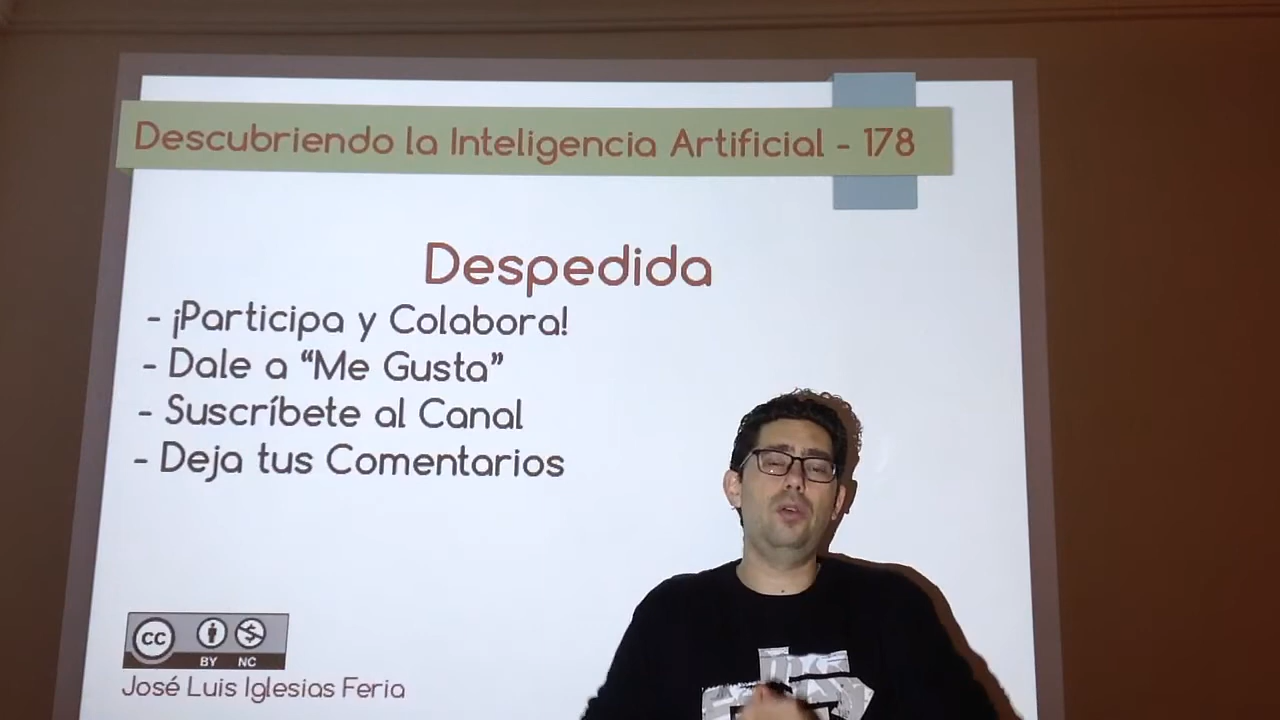 Descubriendo la Inteligencia Artificial - 178
Despedida
- ¡Participa y Colabora!
- Dale a “Me Gusta”
- Suscríbete al Canal
- Deja tus Comentarios
CC
BY NC
José Luis Iglesias Feria